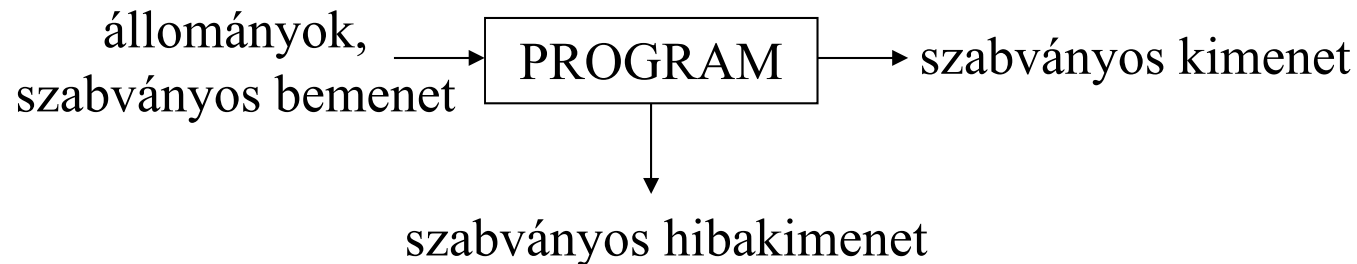 állományok,
szabványos bemenet
PROGRAM
szabványos kimenet
szabványos hibakimenet